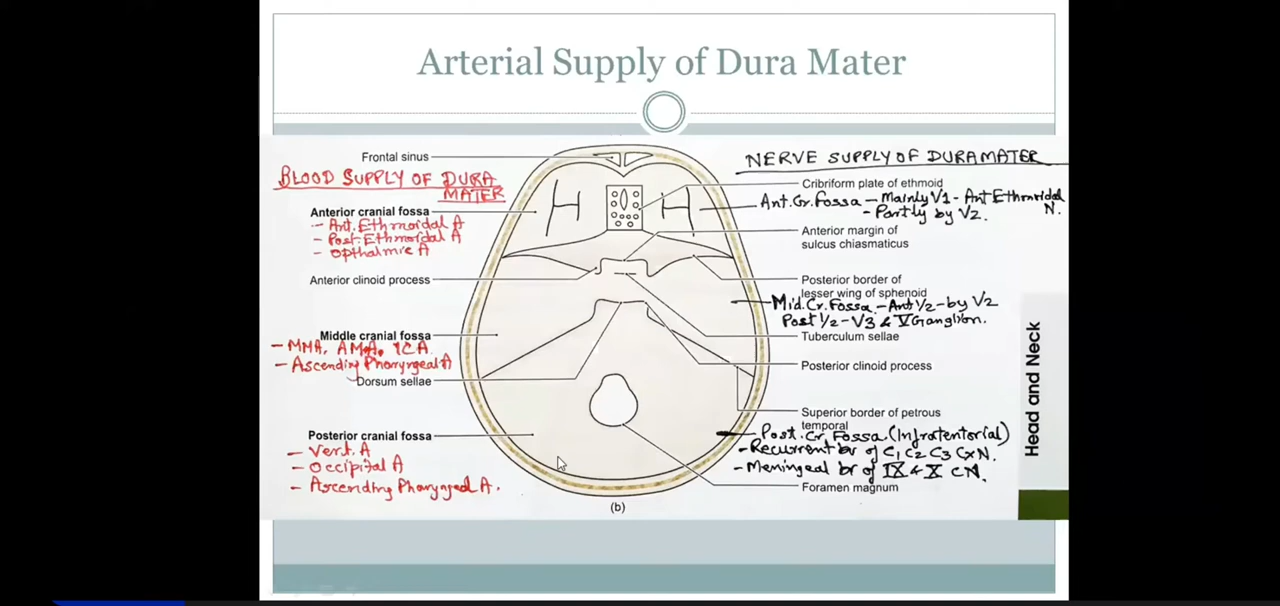 Arterial Supply of Dura Mater
Frontal sinus
BLOOD SUPPLY OF DURA
MATER
Anterior cranial fossa
- Ant. Ethmoidal A
- Post. Ethmoidal A
- Opthalmic A
Anterior clinoid process
Middle cranial fossa
- MMA, AMA, ICA
- Ascending Pharyngeal A
Dorsum sellae
Posterior cranial fossa
- Vert. A
- Occipital A
- Ascending Pharyngeal A.
NERVE SUPPLY OF DURAMATER
Cribriform plate of ethmoid
Ant. Cr. Fossa - Mainly V1 - Ant Ethmoidal
N.
- Partly by V2.
Anterior margin of
sulcus chiasmaticus
Posterior border of
lesser wing of sphenoid
Mid. Cr. Fossa - Ant 1/2 - by V2
Post 1/2 - V3 & V Ganglion.
Tuberculum sellae
Posterior clinoid process
Superior border of petrous
temporal
Post. Cr. Fossa (Infratentorial)
- Recurrent br of C1 C2 C3 CxN.
- Meningeal br of IX & X CN.
Foramen magnum
(b)
Head and Neck